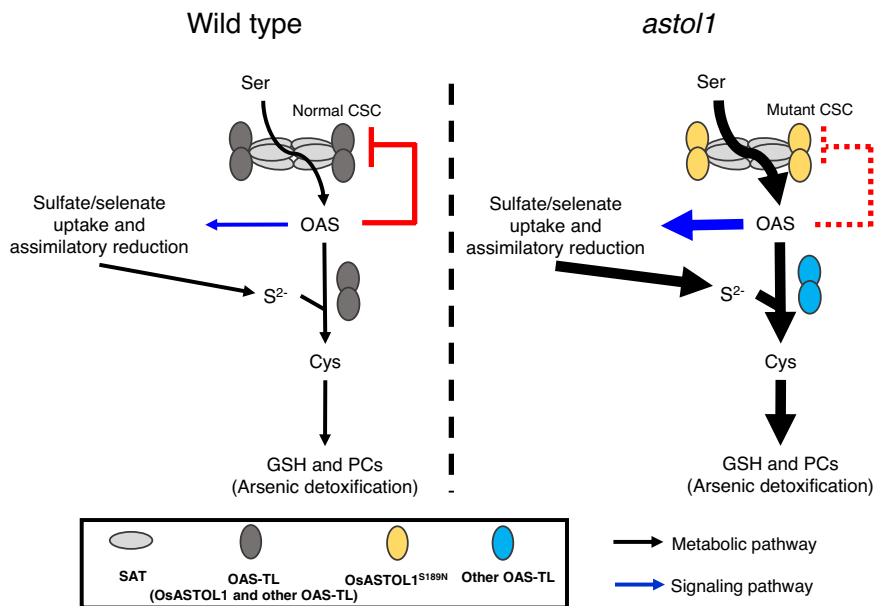 Wild type
Ser
Normal CSC
Sulfate/selenate
uptake and
assimilatory reduction
OAS
S²⁻
Cys
GSH and PCs
(Arsenic detoxification)
astol1
Ser
Mutant CSC
Sulfate/selenate
uptake and
assimilatory reduction
OAS
S²⁻
Cys
GSH and PCs
(Arsenic detoxification)
SAT
OAS-TL
(OsASTOL1 and other OAS-TL)
OsASTOL1ˢ¹⁸⁹ᴺ
Other OAS-TL
Metabolic pathway
Signaling pathway